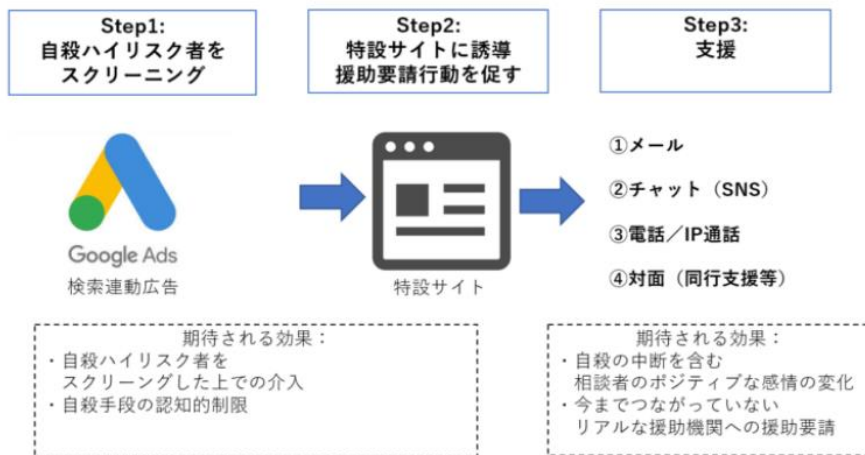 Step1:
自殺ハイリスク者を
スクリーニング
Step2:
特設サイトに誘導
援助要請行動を促す
Step3:
支援
Google Ads
検索連動広告
特設サイト
①メール
②チャット（SNS）
③電話／IP通話
④対面（同行支援等）
期待される効果：
・自殺ハイリスク者を
スクリーングした上での介入
・自殺手段の認知的制限
期待される効果：
・自殺の中断を含む
相談者のポジティブな感情の変化
・今までつながっていない
リアルな援助機関への援助要請